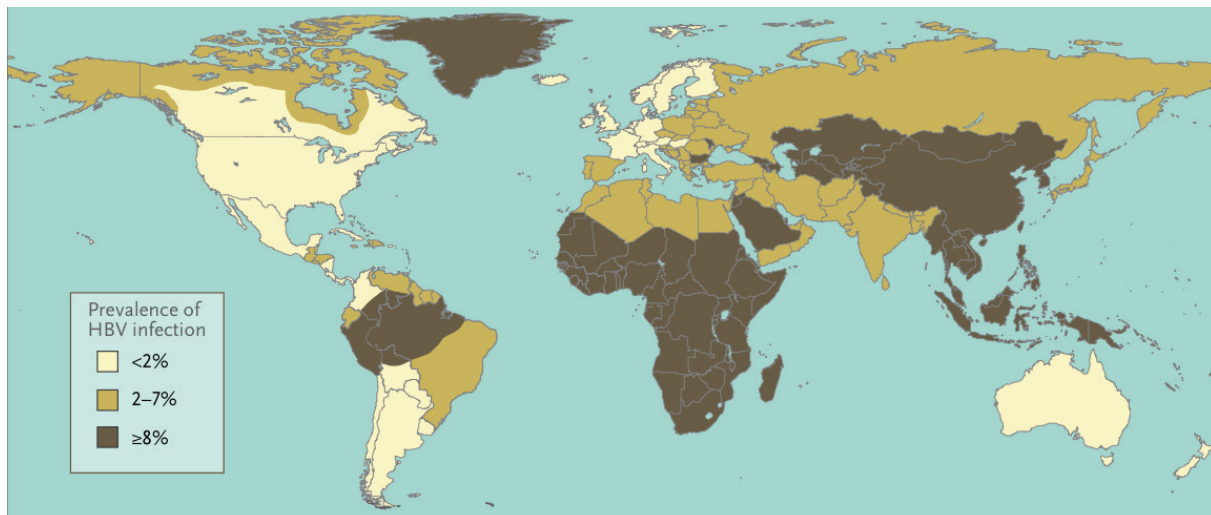 Prevalence of
HBV infection
<2%
2–7%
≥8%